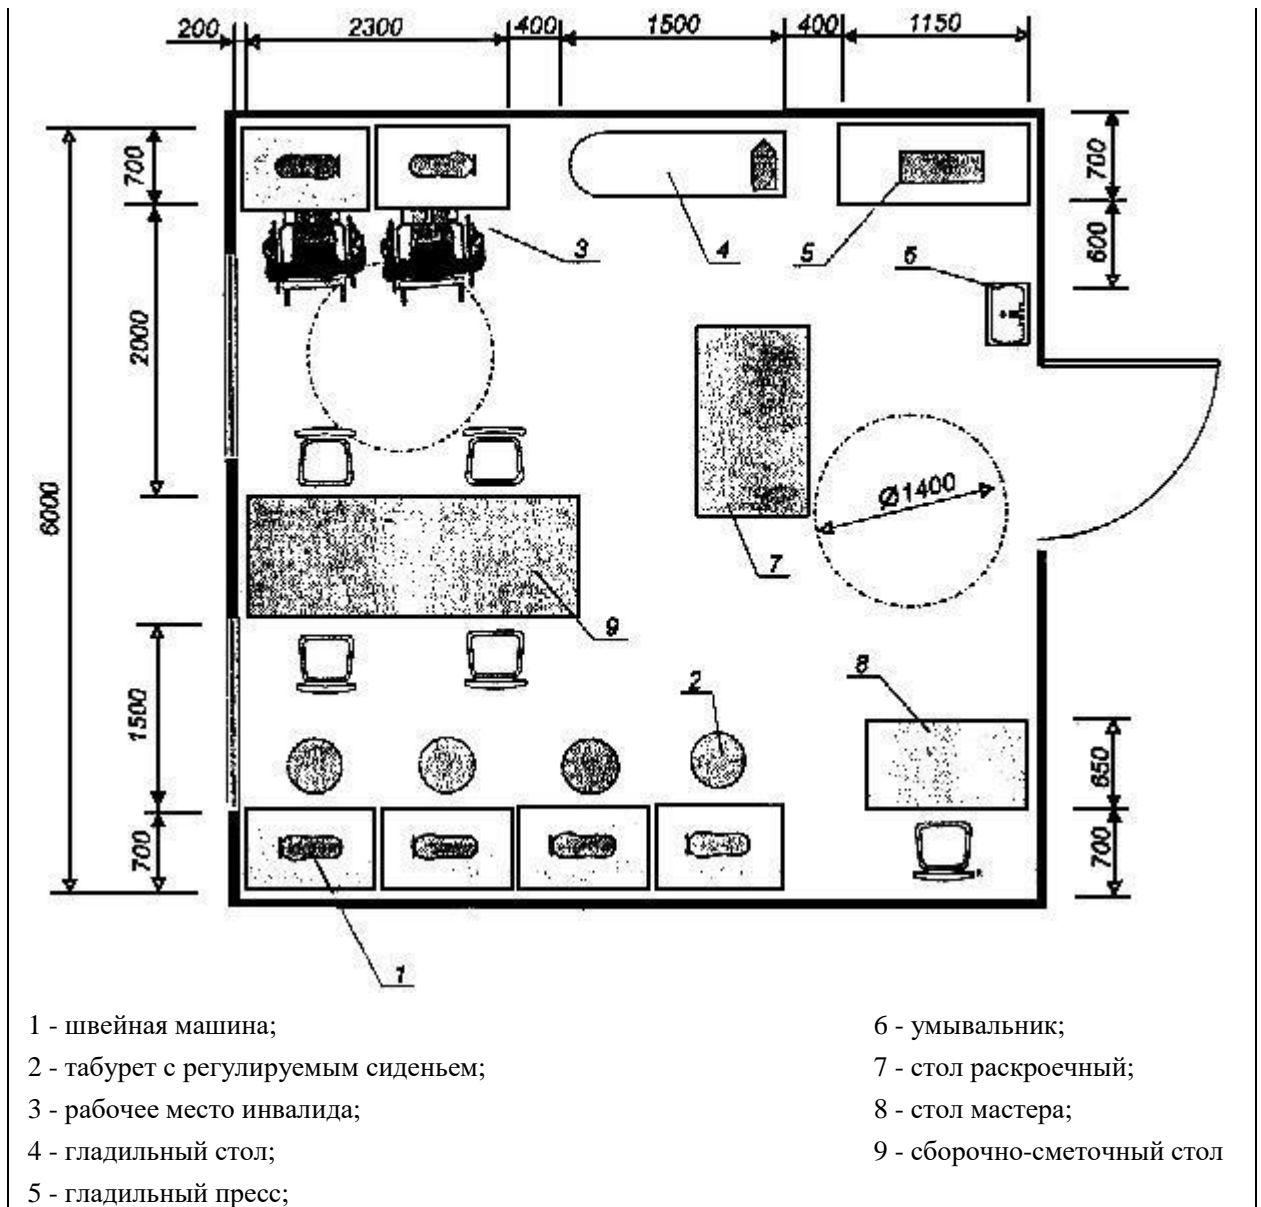 200 2300 400 1500 400 1150
700
700
3 4 5 6
600
2000
6000
Ø1400
7
9
8
2
1500
650
700
700
1
1 - швейная машина;
2 - табурет с регулируемым сиденьем;
3 - рабочее место инвалида;
4 - гладильный стол;
5 - гладильный пресс;
6 - умывальник;
7 - стол раскроечный;
8 - стол мастера;
9 - сборочно-сметочный стол